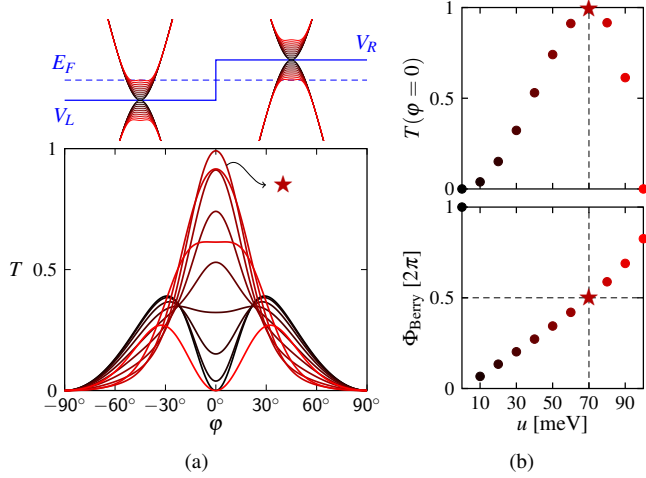 E_F
V_L
V_R
1
0.5
0
T
−90° −60° −30° 0° 30° 60° 90°
φ
(a)
1
0.5
0
T(φ = 0)
1
0.5
0
Φ_Berry [2π]
10 30 50 70 90
u [meV]
(b)